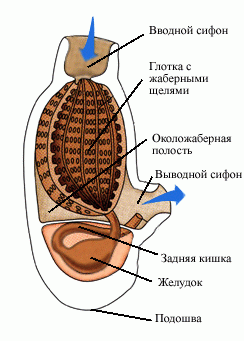 Вводной сифон
Глотка с
жаберными
щелями
Околожаберная
полость
Выводной сифон
Задняя кишка
Желудок
Подошва